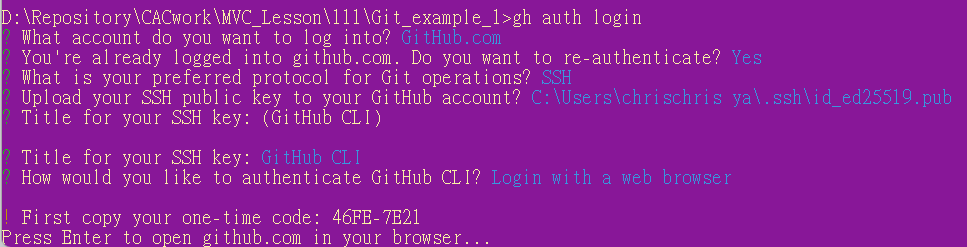 D:\Repository\CACwork\MVC_Lesson\111\Git_example_1>gh auth login
? What account do you want to log into? GitHub.com
? You're already logged into github.com. Do you want to re-authenticate? Yes
? What is your preferred protocol for Git operations? SSH
? Upload your SSH public key to your GitHub account? C:\Users\chrischris ya\.ssh\id_ed25519.pub
? Title for your SSH key: (GitHub CLI)
? Title for your SSH key: GitHub CLI
? How would you like to authenticate GitHub CLI? Login with a web browser
! First copy your one-time code: 46FE-7E21
Press Enter to open github.com in your browser...